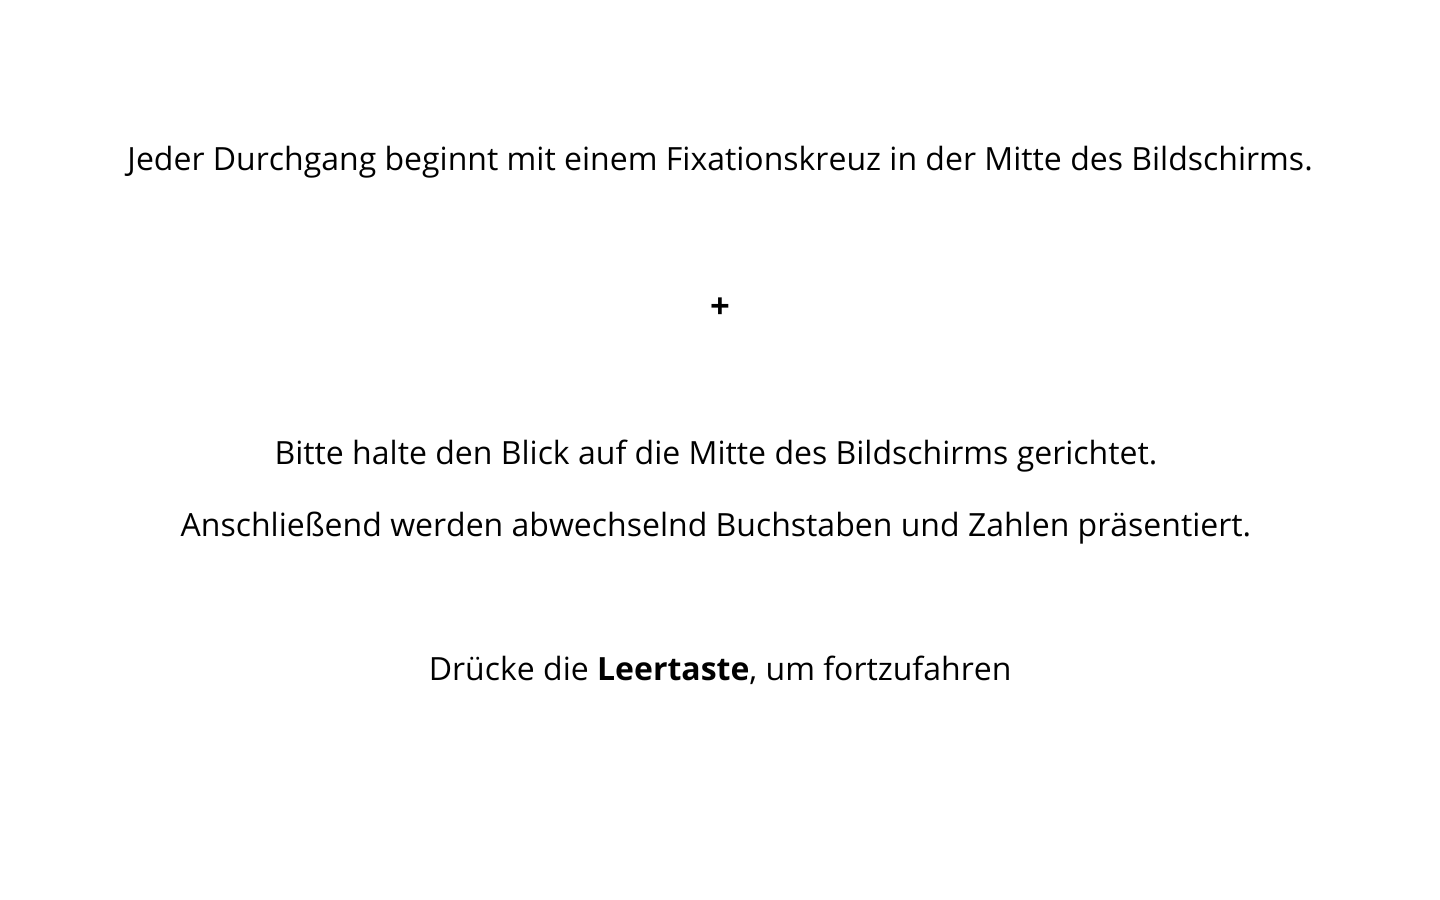 Jeder Durchgang beginnt mit einem Fixationskreuz in der Mitte des Bildschirms.
+
Bitte halte den Blick auf die Mitte des Bildschirms gerichtet.
Anschließend werden abwechselnd Buchstaben und Zahlen präsentiert.
Drücke die Leertaste, um fortzufahren